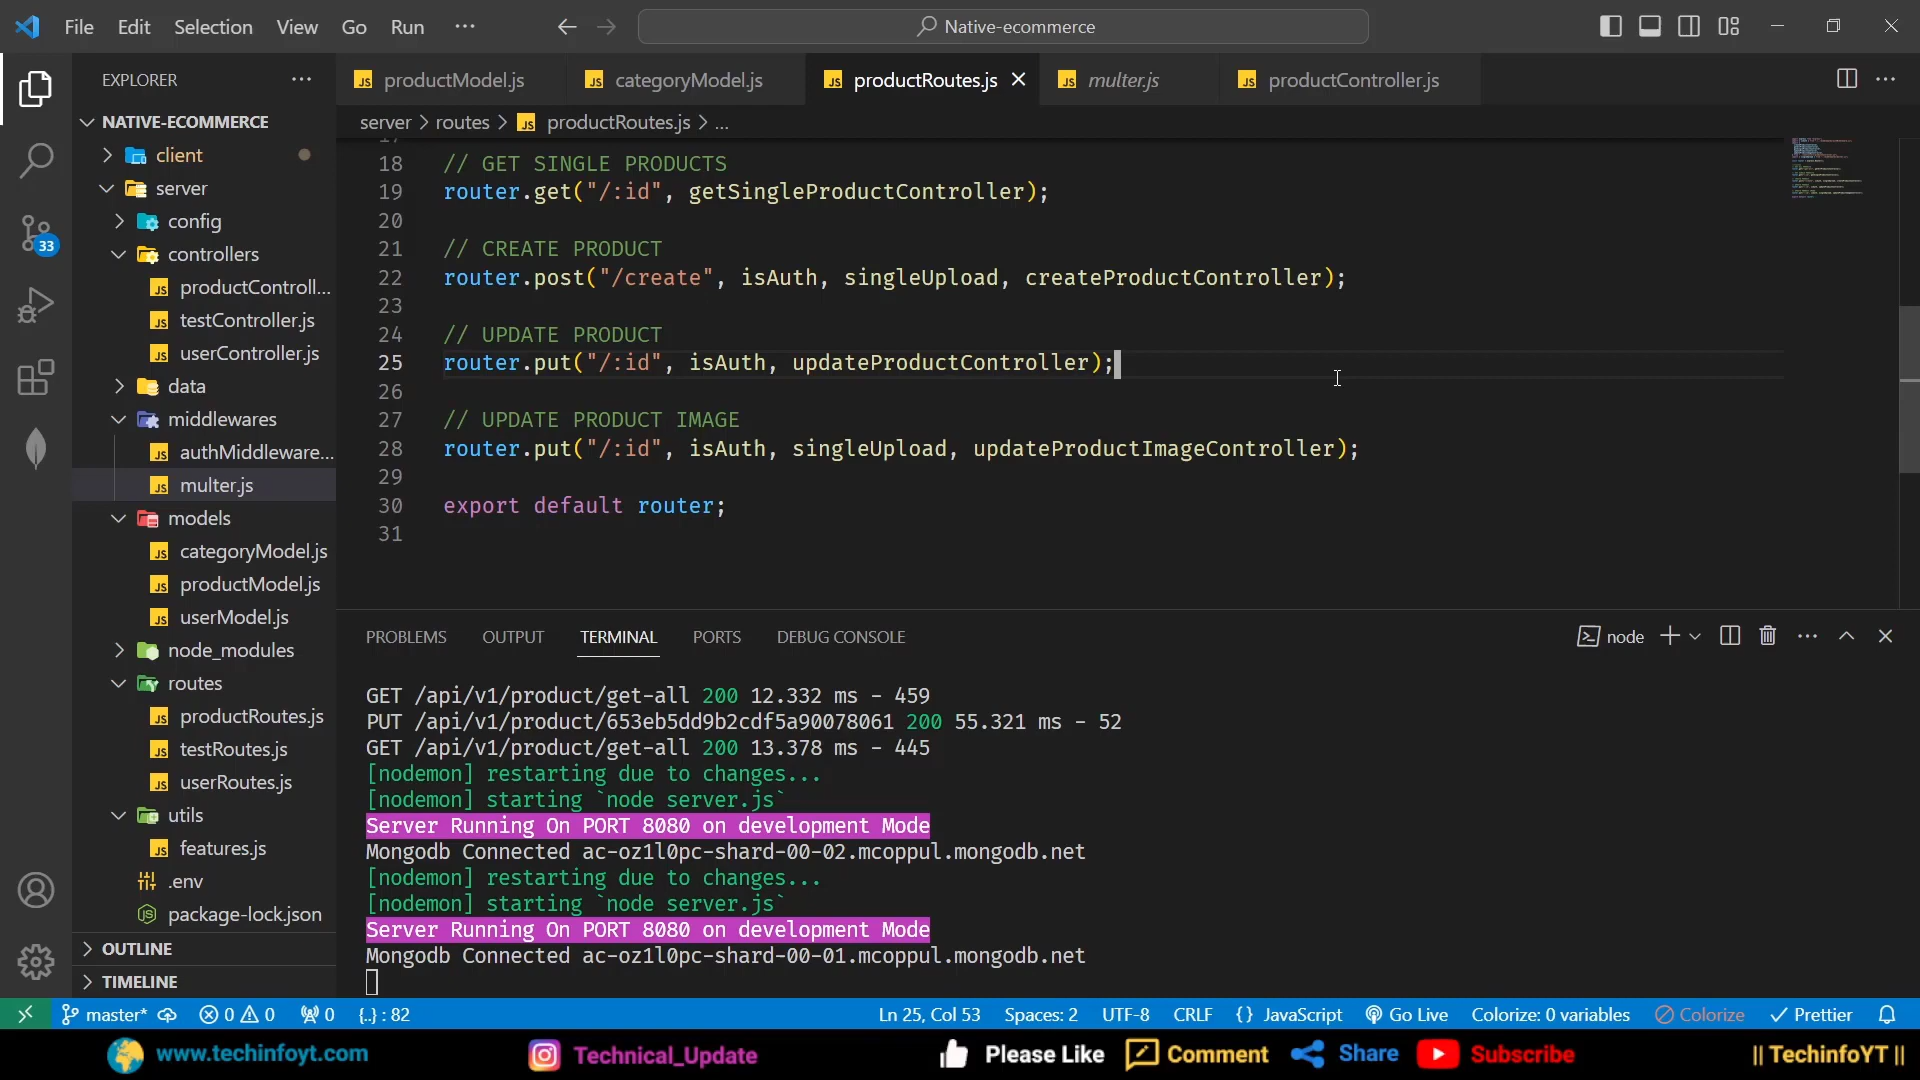 File Edit Selection View Go Run ···
Native-ecommerce
EXPLORER
NATIVE-ECOMMERCE
client
server
config
controllers
productControll...
testController.js
userController.js
data
middlewares
authMiddleware...
multer.js
models
categoryModel.js
productModel.js
userModel.js
node_modules
routes
productRoutes.js
testRoutes.js
userRoutes.js
utils
features.js
.env
package-lock.json
OUTLINE
TIMELINE
33
productModel.js categoryModel.js productRoutes.js multer.js productController.js
server > routes > productRoutes.js > ...
18 // GET SINGLE PRODUCTS
19 router.get("/:id", getSingleProductController);
20
21 // CREATE PRODUCT
22 router.post("/create", isAuth, singleUpload, createProductController);
23
24 // UPDATE PRODUCT
25 router.put("/:id", isAuth, updateProductController);
26
27 // UPDATE PRODUCT IMAGE
28 router.put("/:id", isAuth, singleUpload, updateProductImageController);
29
30 export default router;
31
PROBLEMS OUTPUT TERMINAL PORTS DEBUG CONSOLE
node
GET /api/v1/product/get-all 200 12.332 ms - 459
PUT /api/v1/product/653eb5dd9b2cdf5a90078061 200 55.321 ms - 52
GET /api/v1/product/get-all 200 13.378 ms - 445
[nodemon] restarting due to changes...
[nodemon] starting `node server.js`
Server Running On PORT 8080 on development Mode
Mongodb Connected ac-oz1l0pc-shard-00-02.mcoppul.mongodb.net
[nodemon] restarting due to changes...
[nodemon] starting `node server.js`
Server Running On PORT 8080 on development Mode
Mongodb Connected ac-oz1l0pc-shard-00-01.mcoppul.mongodb.net
master* 0 0 0 {..} : 82 Ln 25, Col 53 Spaces: 2 UTF-8 CRLF {} JavaScript Go Live Colorize: 0 variables Colorize Prettier
www.techinfoyt.com Technical_Update Please Like Comment Share Subscribe || TechinfoYT ||